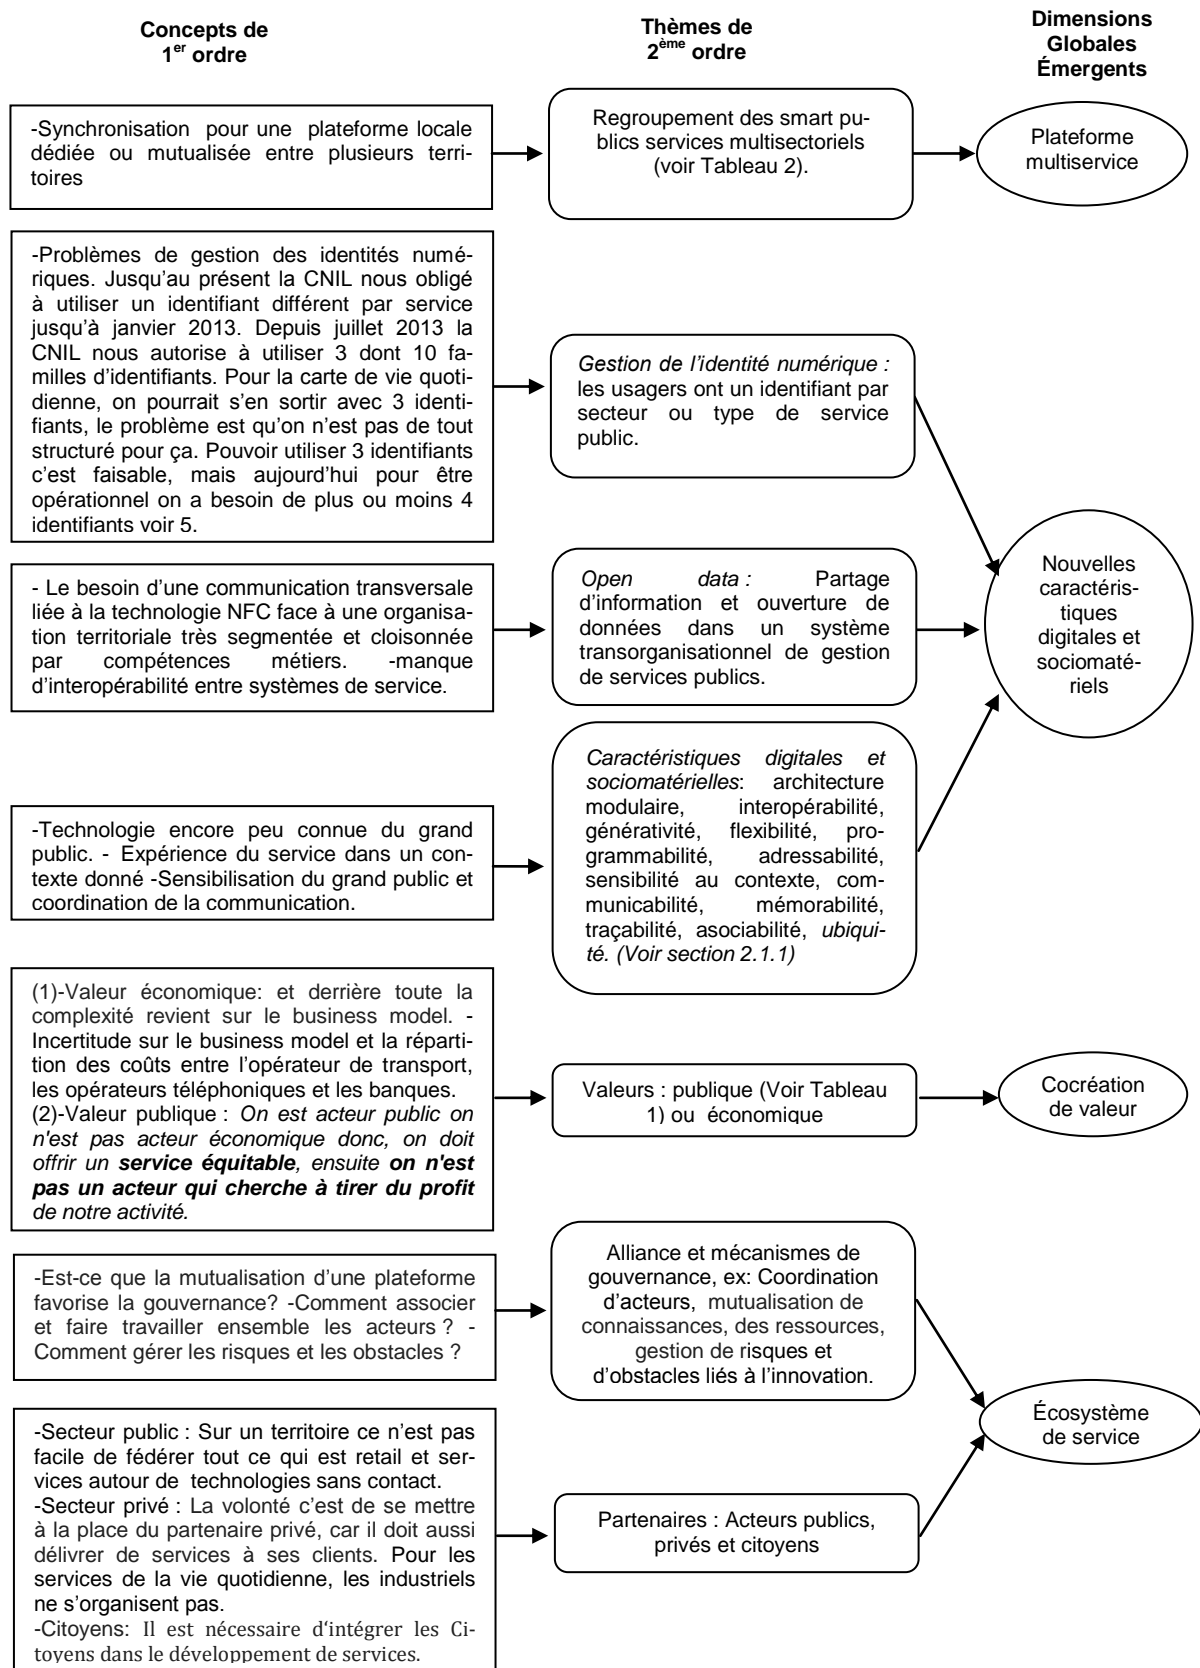 Concepts de
1er ordre
Thèmes de
2ème ordre
Dimensions
Globales
Émergents
-Synchronisation pour une plateforme locale
dédiée ou mutualisée entre plusieurs terri-
toires
Regroupement des smart pu-
blics services multisectoriels
(voir Tableau 2).
Plateforme
multiservice
-Problèmes de gestion des identités numé-
riques. Jusqu'au présent la CNIL nous obligé
à utiliser un identifiant différent par service
jusqu'à janvier 2013. Depuis juillet 2013 la
CNIL nous autorise à utiliser 3 dont 10 fa-
milles d'identifiants. Pour la carte de vie quoti-
dienne, on pourrait s'en sortir avec 3 identi-
fiants, le problème est qu'on n'est pas de tout
structuré pour ça. Pouvoir utiliser 3 identifiants
c'est faisable, mais aujourd'hui pour être
opérationnel on a besoin de plus ou moins 4
identifiants voir 5.
Gestion de l'identité numérique :
les usagers ont un identifiant par
secteur ou type de service
public.
- Le besoin d'une communication transversale
liée à la technologie NFC face à une organisa-
tion territoriale très segmentée et cloisonnée
par compétences métiers. -manque
d'interopérabilité entre systèmes de service.
Open data : Partage
d'information et ouverture de
données dans un système
transorganisationnel de gestion
de services publics.
Nouvelles
caractéris-
tiques
digitales et
sociomaté-
riels
-Technologie encore peu connue du grand
public. - Expérience du service dans un con-
texte donné -Sensibilisation du grand public et
coordination de la communication.
Caractéristiques digitales et
sociomatérielles: architecture
modulaire, interopérabilité,
générativité, flexibilité, pro-
grammabilité, adressabilité,
sensibilité au contexte, com-
municabilité, mémorabilité,
traçabilité, asociabilité, ubiqui-
té. (Voir section 2.1.1)
(1)-Valeur économique: et derrière toute la
complexité revient sur le business model. -
Incertitude sur le business model et la réparti-
tion des coûts entre l'opérateur de transport,
les opérateurs téléphoniques et les banques.
(2)-Valeur publique : On est acteur public on
n'est pas acteur économique donc, on doit
offrir un service équitable, ensuite on n'est
pas un acteur qui cherche à tirer du profit
de notre activité.
Valeurs : publique (Voir Tableau
1) ou économique
Cocréation
de valeur
-Est-ce que la mutualisation d'une plateforme
favorise la gouvernance? -Comment associer
et faire travailler ensemble les acteurs ? -
Comment gérer les risques et les obstacles ?
Alliance et mécanismes de
gouvernance, ex: Coordination
d'acteurs, mutualisation de
connaissances, des ressources,
gestion de risques et
d'obstacles liés à l'innovation.
Écosystème
de service
-Secteur public : Sur un territoire ce n'est pas
facile de fédérer tout ce qui est retail et ser-
vices autour de technologies sans contact.
-Secteur privé : La volonté c'est de se mettre
à la place du partenaire privé, car il doit aussi
délivrer de services à ses clients. Pour les
services de la vie quotidienne, les industriels
ne s'organisent pas.
-Citoyens: Il est nécessaire d'intégrer les Ci-
toyens dans le développement de services.
Partenaires : Acteurs publics,
privés et citoyens